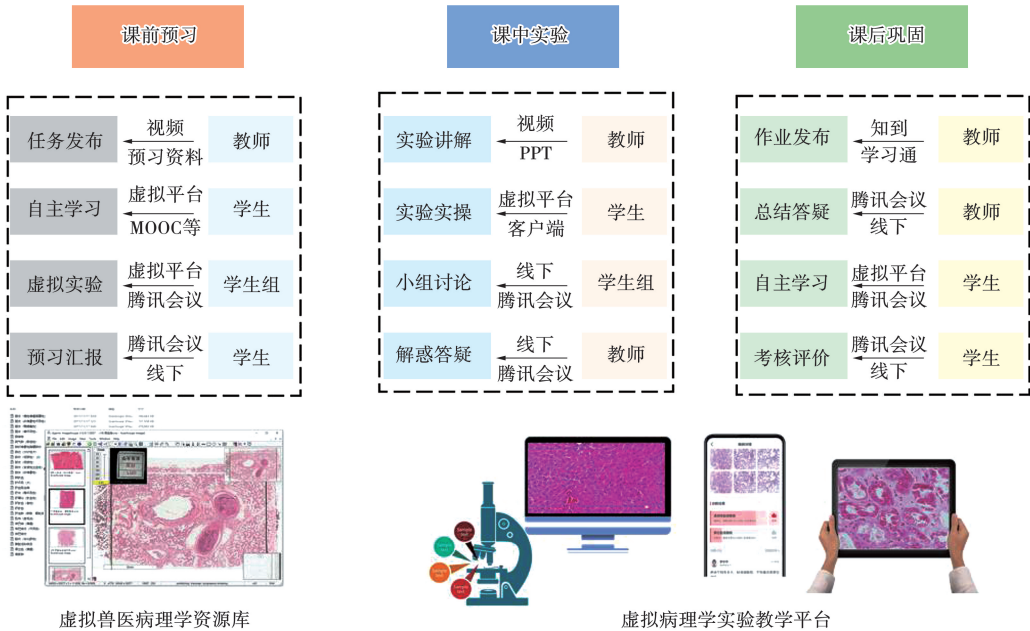 课前预习
课中实验
课后巩固
任务发布
视频
预习资料
教师
自主学习
虚拟平台
MOOC等
学生
虚拟实验
虚拟平台
腾讯会议
学生组
预习汇报
腾讯会议
线下
学生
实验讲解
视频
PPT
教师
实验实操
虚拟平台
客户端
学生
小组讨论
线下
腾讯会议
学生组
解惑答疑
线下
腾讯会议
教师
作业发布
知到
学习通
教师
总结答疑
腾讯会议
线下
教师
自主学习
虚拟平台
腾讯会议
学生
考核评价
腾讯会议
线下
学生
虚拟兽医病理学资源库
虚拟病理学实验教学平台